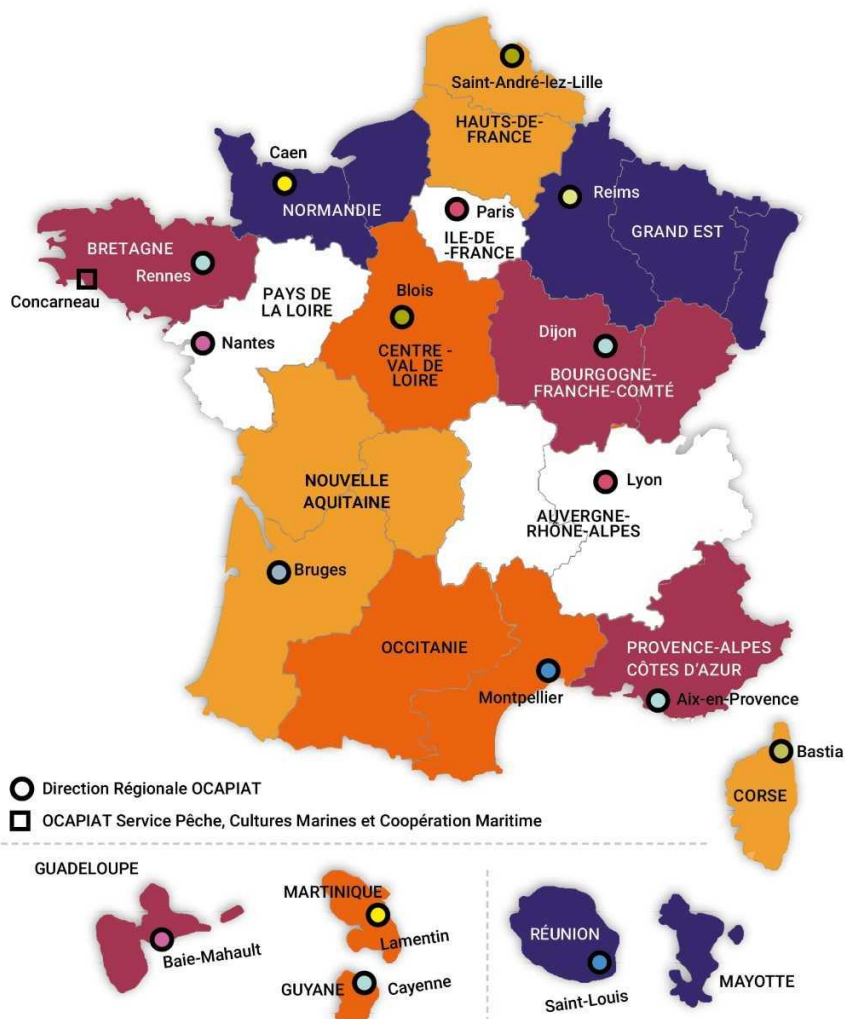 Saint-André-lez-Lille
HAUTS-DE-
FRANCE
Caen
NORMANDIE
Paris
ILE-DE-
-FRANCE
Reims
GRAND EST
BRETAGNE
Rennes
Concarneau
PAYS DE
LA LOIRE
Nantes
Blois
CENTRE -
VAL DE
LOIRE
Dijon
BOURGOGNE-
FRANCHE-COMTÉ
NOUVELLE
AQUITAINE
Bruges
Lyon
AUVERGNE-
RHÔNE-ALPES
OCCITANIE
Montpellier
PROVENCE-ALPES
CÔTES D'AZUR
Aix-en-Provence
Bastia
CORSE
Direction Régionale OCAPIAT
OCAPIAT Service Pêche, Cultures Marines et Coopération Maritime
GUADELOUPE
Baie-Mahault
MARTINIQUE
Lamentin
GUYANE
Cayenne
RÉUNION
Saint-Louis
MAYOTTE